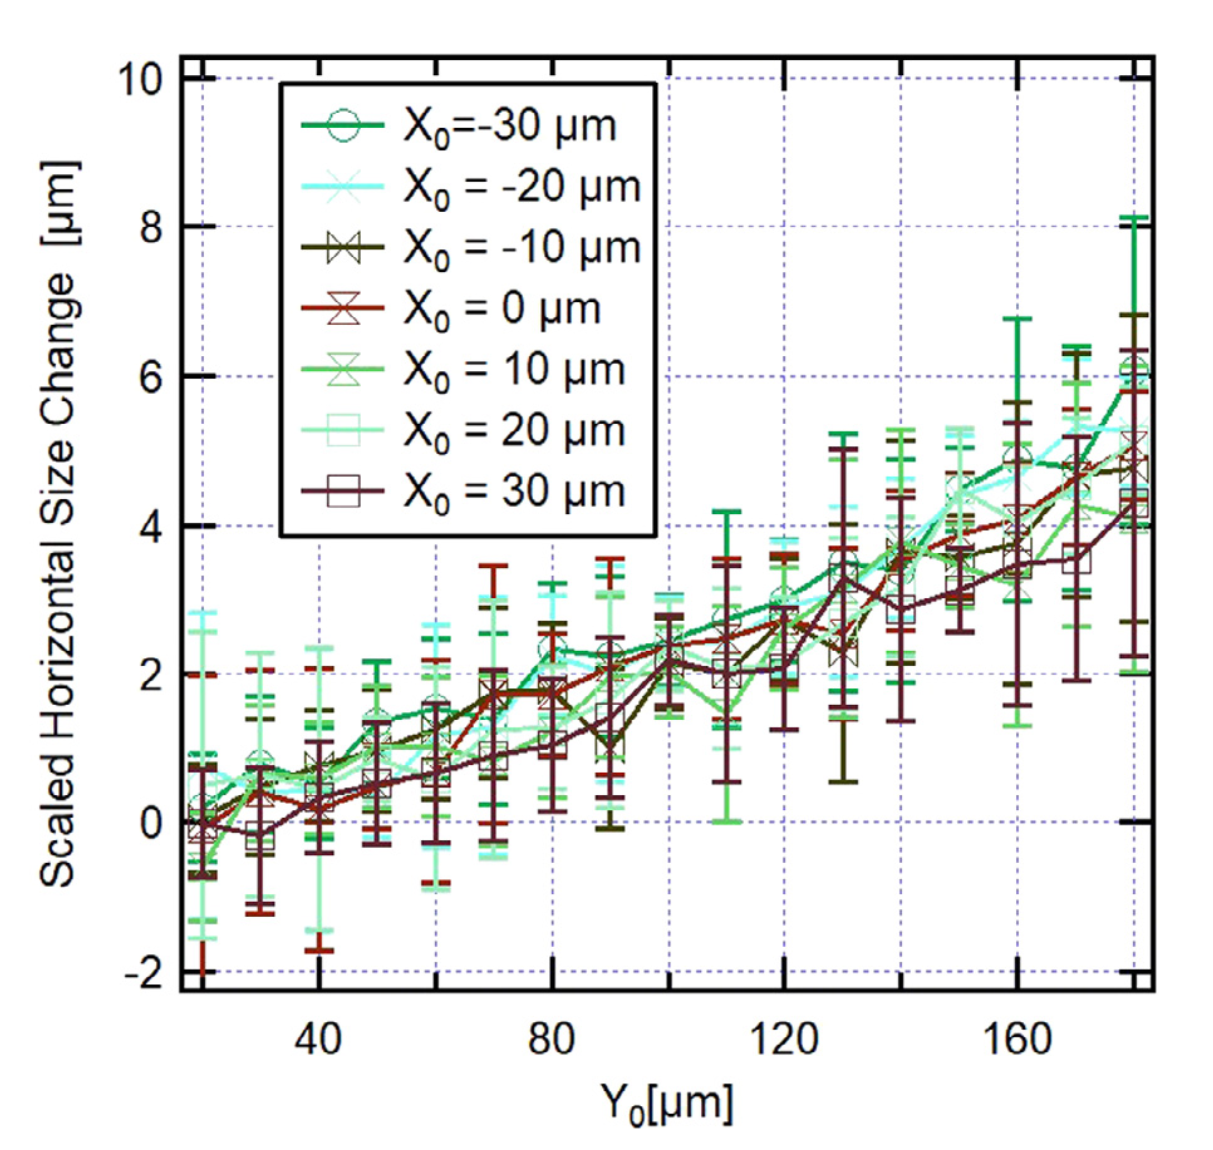 10
8
6
4
2
0
-2
Scaled Horizontal Size Change [µm]
X₀=-30 µm
X₀ = -20 µm
X₀ = -10 µm
X₀ = 0 µm
X₀ = 10 µm
X₀ = 20 µm
X₀ = 30 µm
40 80 120 160
Y₀[µm]